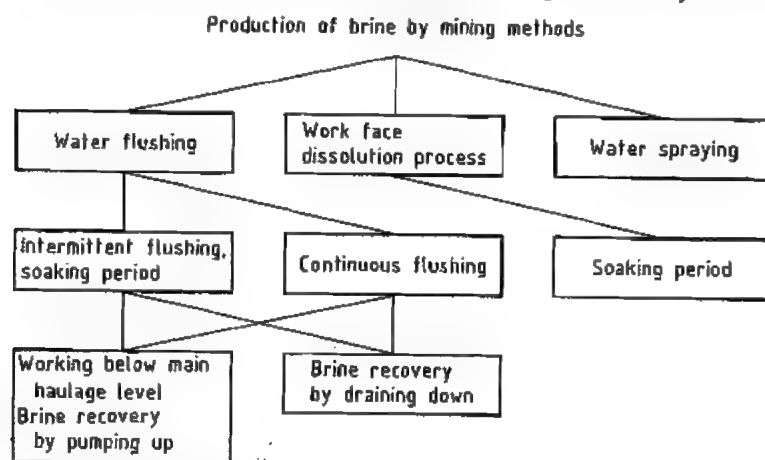 Production of brine by mining methods
Water flushing
Work face
dissolution process
Water spraying
Intermittent flushing,
soaking period
Continuous flushing
Soaking period
Working below main
haulage level
Brine recovery
by pumping up
Brine recovery
by draining down